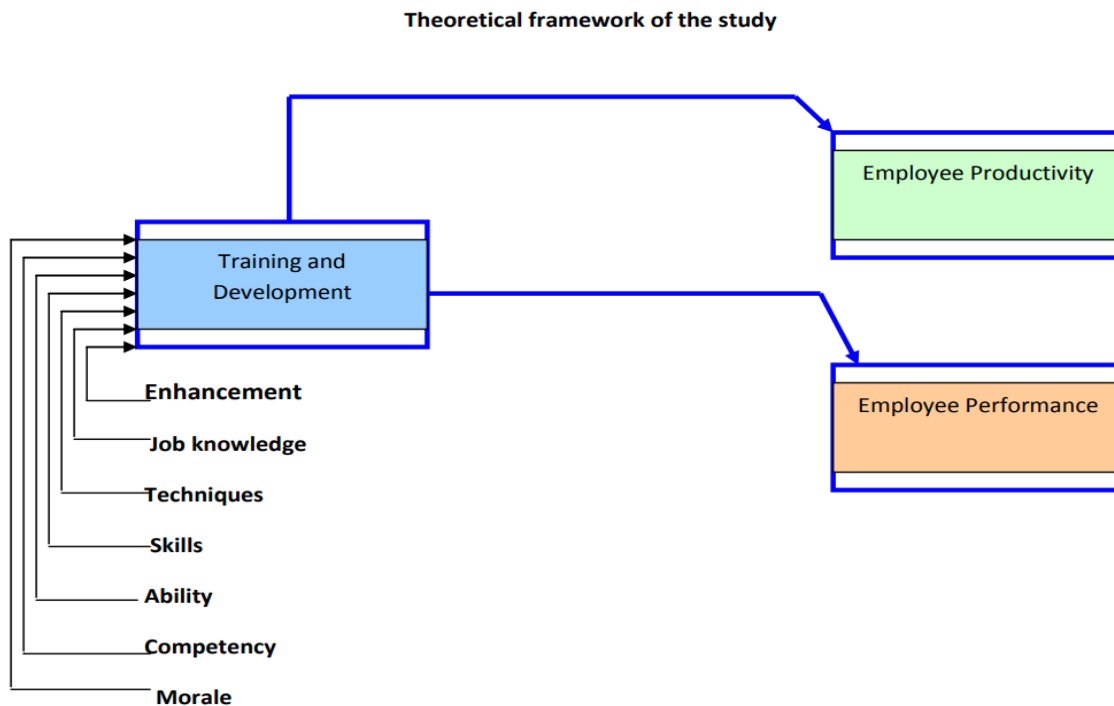 Theoretical framework of the study
Employee Productivity
Training and
Development
Employee Performance
Enhancement
Job knowledge
Techniques
Skills
Ability
Competency
Morale